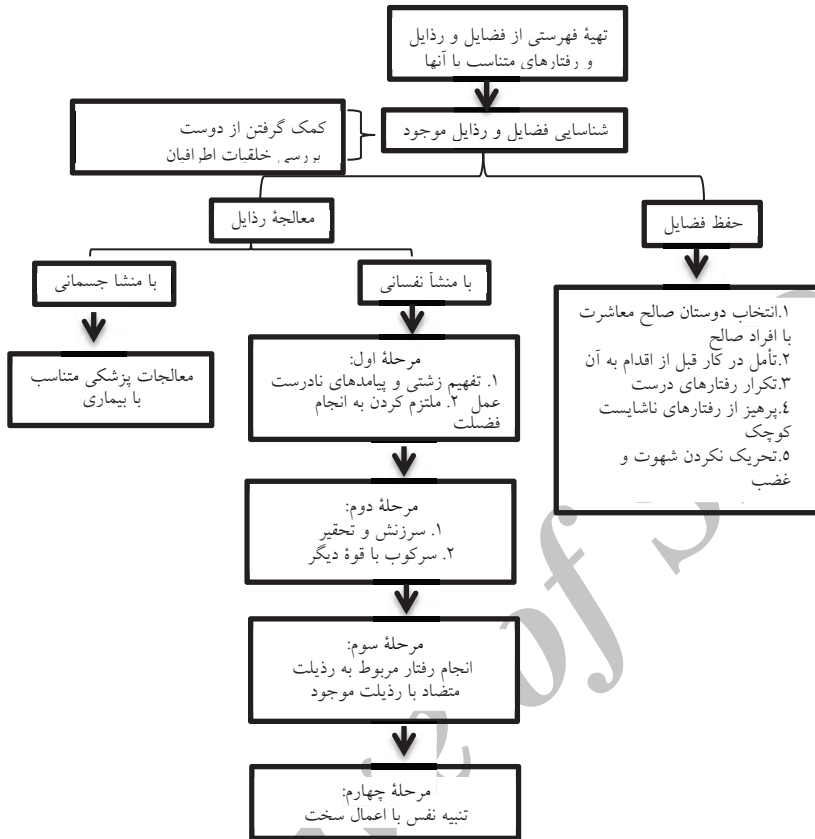 تهیهٔ فهرستی از فضایل و رذایل
و رفتارهای متناسب با آنها
شناسایی فضایل و رذایل موجود
کمک گرفتن از دوست
بررسی خلقیات اطرافیان
حفظ فضایل
۱.انتخاب دوستان صالح معاشرت
با افراد صالح
۲.تأمل در کار قبل از اقدام به آن
۳.تکرار رفتارهای درست
٤.پرهیز از رفتارهای ناشایست
کوچک
٥.تحریک نکردن شهوت و
غضب
معالجهٔ رذایل
با منشأ نفسانی
مرحلهٔ اول:
۱. تفهیم زشتی و پیامدهای نادرست
عمل ۲. ملتزم کردن به انجام
فضیلت
مرحلهٔ دوم:
۱. سرزنش و تحقیر
۲. سرکوب با قوهٔ دیگر
مرحلهٔ سوم:
انجام رفتار مربوط به رذیلت
متضاد با رذیلت موجود
مرحلهٔ چهارم:
تنبیه نفس با اعمال سخت
با منشا جسمانی
معالجات پزشکی متناسب
با بیماری
of S